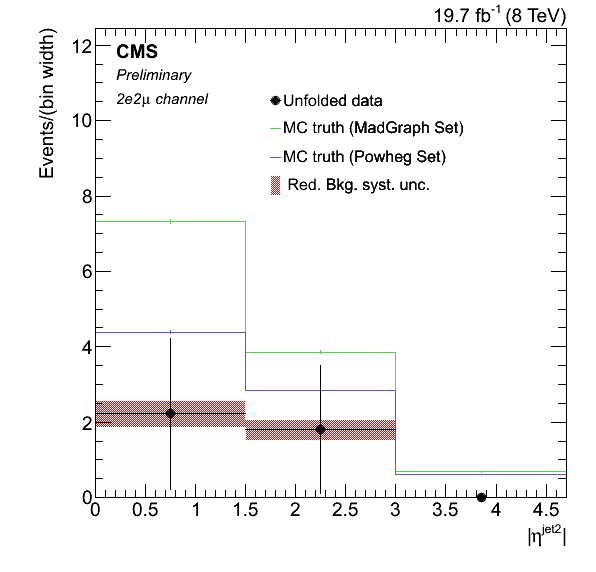 19.7 fb-1 (8 TeV)
Events/(bin width)
CMS
Preliminary
2e2μ channel
Unfolded data
MC truth (MadGraph Set)
MC truth (Powheg Set)
Red. Bkg. syst. unc.
12
10
8
6
4
2
0
0 0.5 1 1.5 2 2.5 3 3.5 4 4.5
|ηjet2|